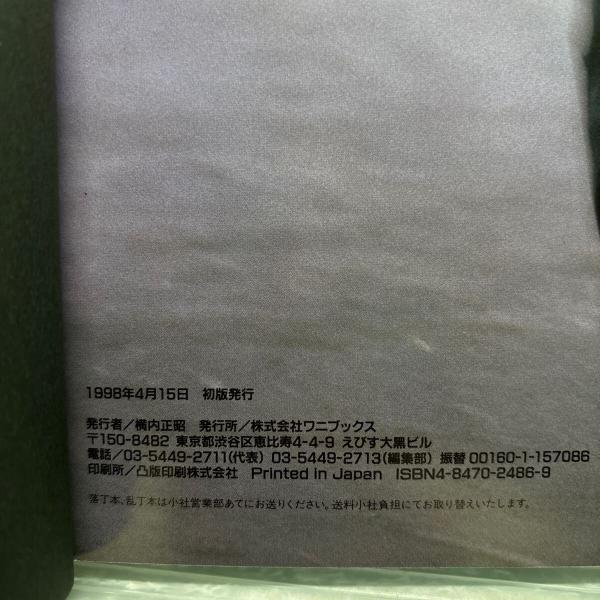 1998年4月15日　初版発行
発行者／横内正昭　発行所／株式会社ワニブックス
〒150-8482 東京都渋谷区恵比寿4-4-9 えびす大黒ビル
電話／03-5449-2711(代表) 03-5449-2713(編集部) 振替 00160-1-157086
印刷所／凸版印刷株式会社　Printed in Japan　ISBN4-8470-2486-9
落丁本、乱丁本は小社営業部あてにお送りください。送料小社負担にてお取り替えいたします。